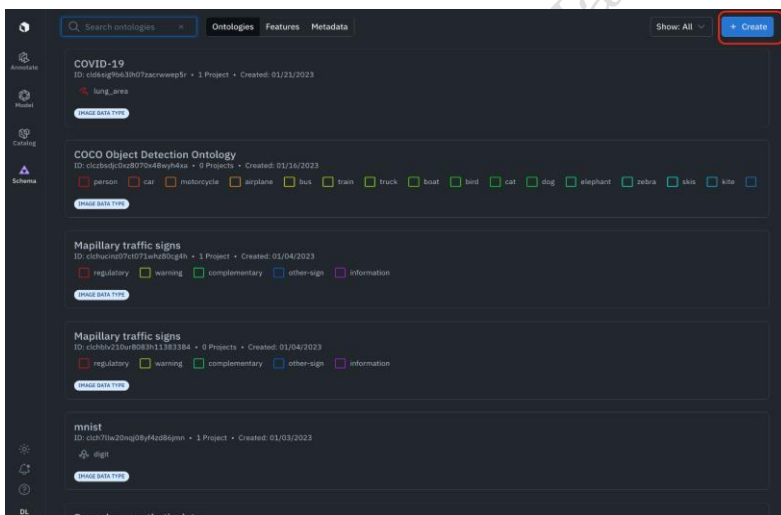 Search ontologies
Ontologies Features Metadata
Show: All
+ Create
Annotate
Model
Catalog
Schema
COVID-19
1 Project • Created: 01/21/2023
lung_area
IMAGE DATA TYPE
COCO Object Detection Ontology
0 Projects • Created: 01/16/2023
person car motorcycle airplane bus train truck boat bird cat dog elephant zebra skis kite
IMAGE DATA TYPE
Mapillary traffic signs
1 Project • Created: 01/04/2023
regulatory warning complementary other-sign information
IMAGE DATA TYPE
Mapillary traffic signs
0 Projects • Created: 01/04/2023
regulatory warning complementary other-sign information
IMAGE DATA TYPE
mnist
1 Project • Created: 01/03/2023
digit
IMAGE DATA TYPE
DL